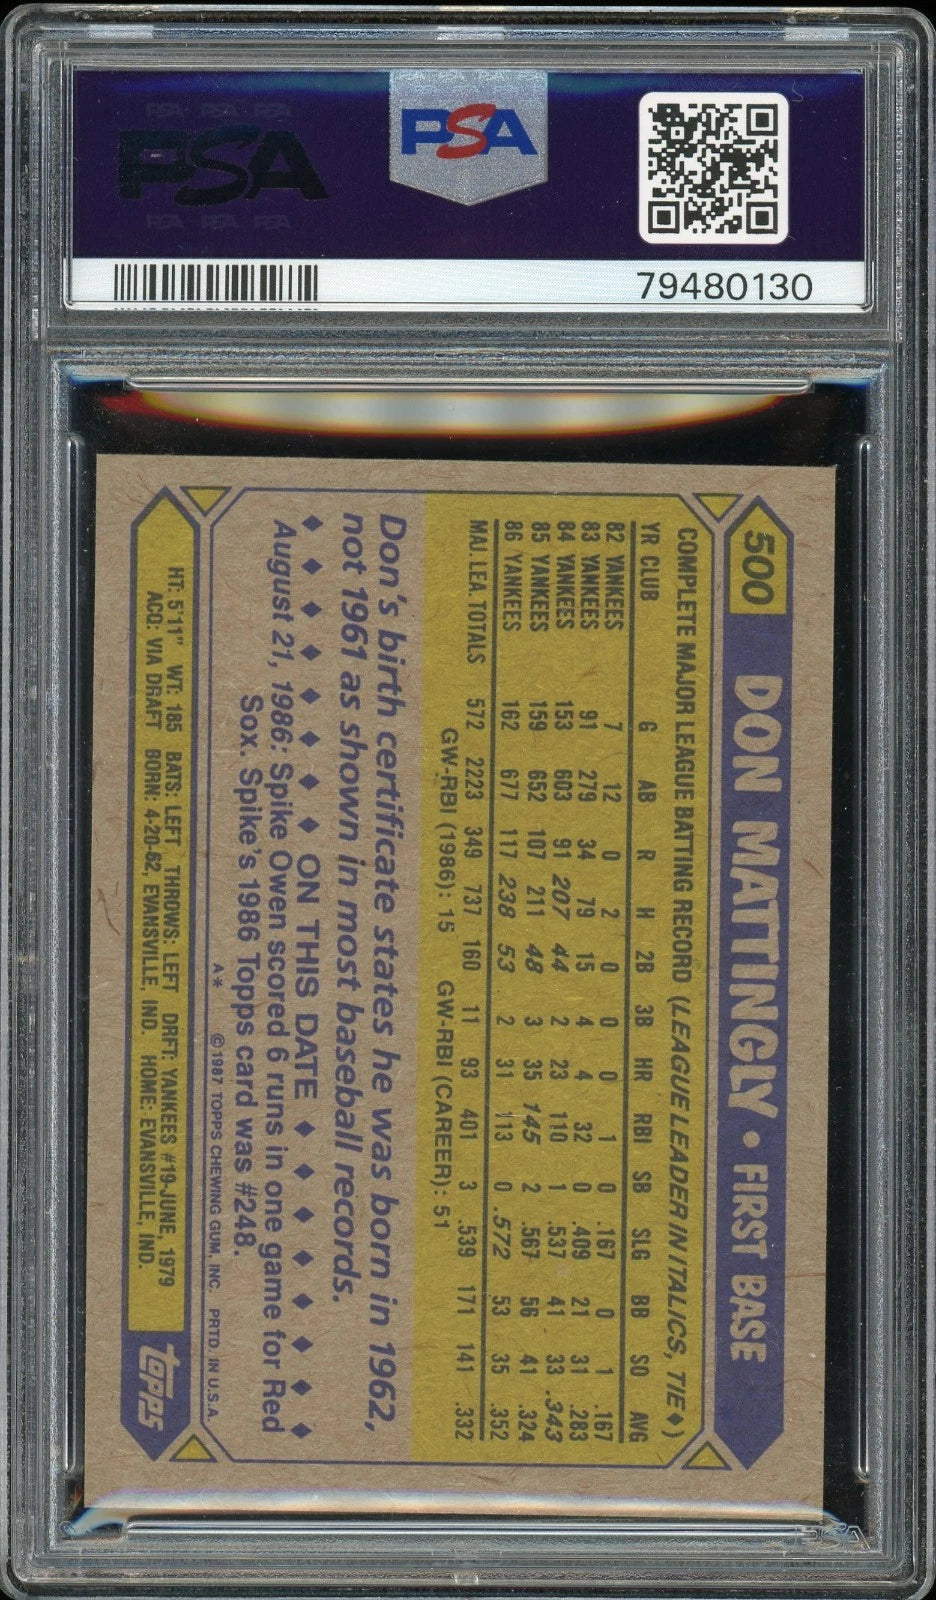 PSA PSA PSA
PSA
PSA PSA PSA
PSA
79480130
500 DON MATTINGLY • FIRST BASE
COMPLETE MAJOR LEAGUE BATTING RECORD (LEAGUE LEADER IN ITALICS, TIE ♦)
YR CLUB G AB R H 2B 3B HR RBI SB SLG BB SO AVG
82 YANKEES 7 12 0 2 0 0 0 1 0 .167 0 1 .167
83 YANKEES 91 279 34 79 15 4 4 32 0 .409 21 31 .283
84 YANKEES 153 603 91 207 44 2 23 110 1 .537 41 33 .343
85 YANKEES 159 652 107 211 48 3 35 145 2 .567 56 41 .324
86 YANKEES 162 677 117 238 53 2 31 113 0 .572 53 35 .352
MAJ. LEA. TOTALS 572 2223 349 737 160 11 93 401 3 .539 171 141 .332
GW-RBI (1986): 15 GW-RBI (CAREER): 51
Don's birth certificate states he was born in 1962,
not 1961 as shown in most baseball records.
♦ ♦ ♦ ♦ ♦ ♦ ♦ ♦ ON THIS DATE ♦ ♦ ♦ ♦ ♦ ♦ ♦ ♦
August 21, 1986: Spike Owen scored 6 runs in one game for Red
Sox. Spike's 1986 Topps card was #248.
A* © 1987 TOPPS CHEWING GUM, INC. PRTD. IN U.S.A.
HT: 5'11" WT: 185 BATS: LEFT THROWS: LEFT DRFT: YANKEES #19-JUNE, 1979
ACQ: VIA DRAFT BORN: 4-20-62, EVANSVILLE, IND. HOME: EVANSVILLE, IND.
topps
PSA